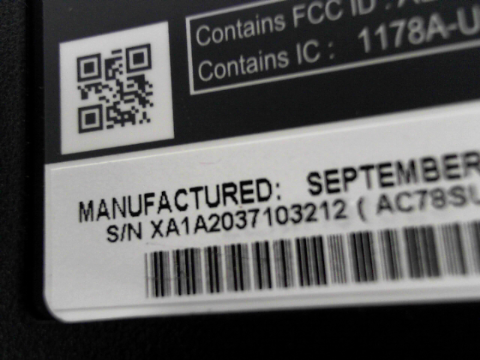 Contains FCC ID : A
Contains IC : 1178A-U
MANUFACTURED: SEPTEMBER
S/N XA1A2037103212 ( AC78SU